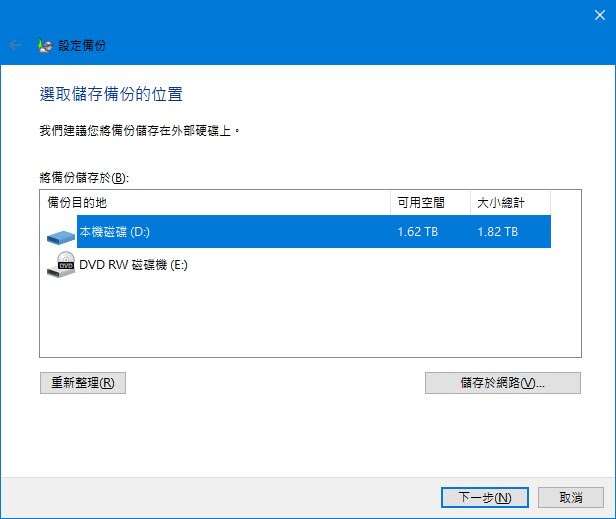 設定備份
選取儲存備份的位置
我們建議您將備份儲存在外部硬碟上。
將備份儲存於(B):
備份目的地 可用空間 大小總計
本機磁碟 (D:) 1.62 TB 1.82 TB
DVD
DVD RW 磁碟機 (E:)
重新整理(R) 儲存於網路(V)...
下一步(N) 取消